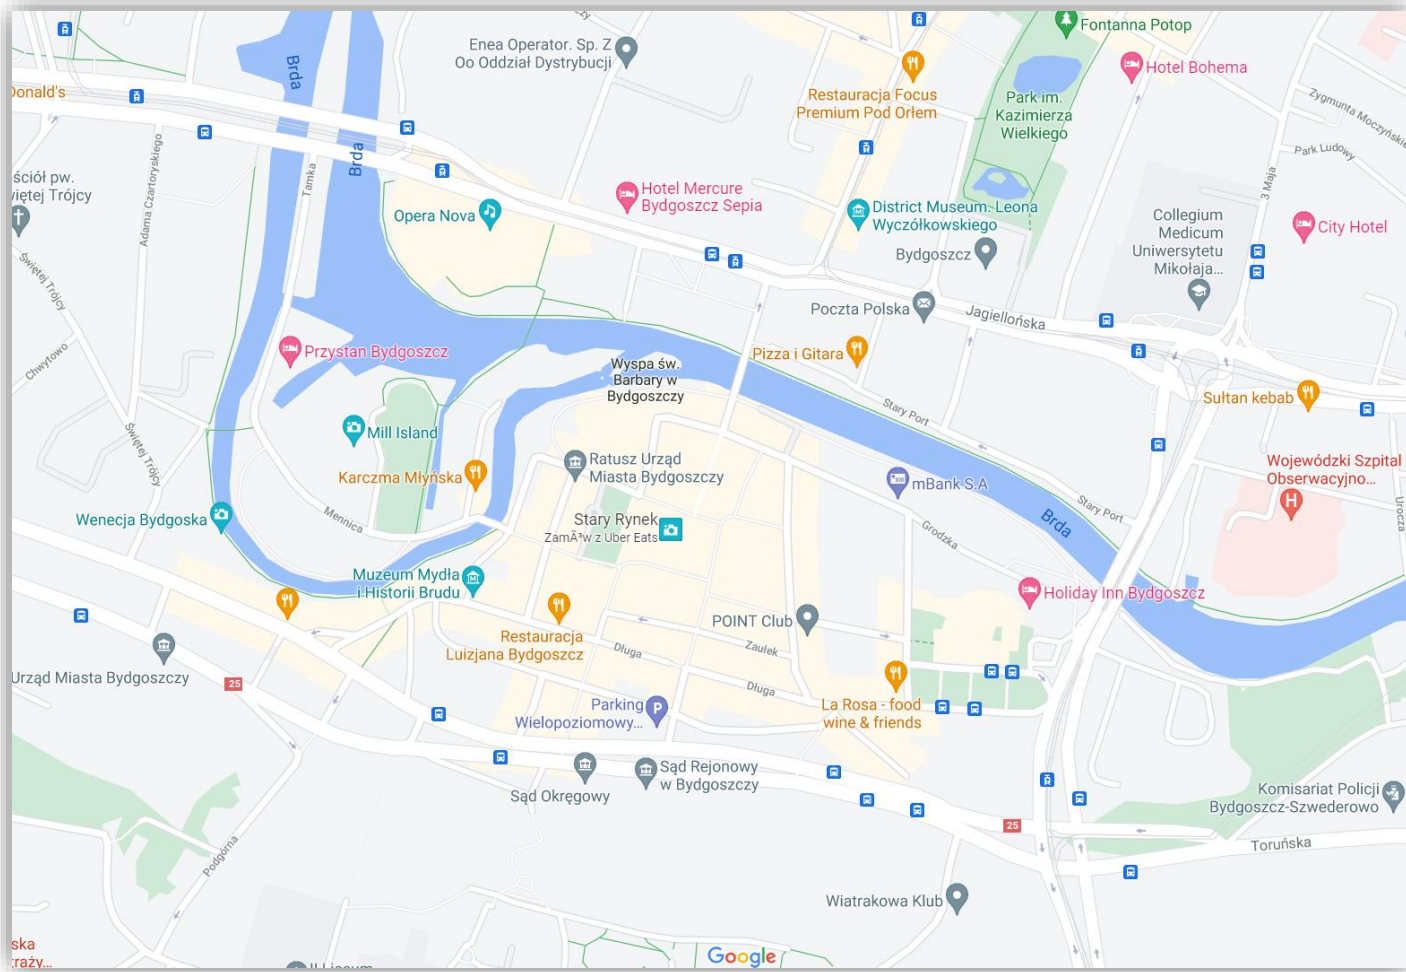 Brda
Enea Operator. Sp. Z
Oo Oddział Dystrybucji
Fontanna Potop
Hotel Bohema
Donald's
Restauracja Focus
Premium Pod Orłem
Park im.
Kazimierza
Wielkiego
Zygmunta Moczyński
Park Ludowy
Brda
Tamka
Adama Czartoryskiego
ściół pw.
więtej Trójcy
Opera Nova
Hotel Mercure
Bydgoszcz Sepia
District Museum. Leona
Wyczółkowskiego
Bydgoszcz
Collegium
Medicum
Uniwersytetu
Mikołaja...
3 Maja
City Hotel
Świętej Trójcy
Poczta Polska
Jagiellońska
Chwytowo
Przystan Bydgoszcz
Wyspa św.
Barbary w
Bydgoszczy
Pizza i Gitara
Stary Port
Sułtan kebab
Świętej Trójcy
Mill Island
Karczma Młyńska
Ratusz Urząd
Miasta Bydgoszczy
mBank S.A
Wojewódzki Szpital
Obserwacyjno...
H
Urocza
Wenecja Bydgoska
Mennica
Stary Rynek
ZamÃ³w z Uber Eats
Grodzka
Brda
Stary Port
Muzeum Mydła
i Historii Brudu
Holiday Inn Bydgoszcz
Restauracja
Luizjana Bydgoszcz
Długa
POINT Club
Zaułek
Urząd Miasta Bydgoszczy
25
Długa
Parking
Wielopoziomowy...
P
La Rosa - food
wine & friends
Sąd Okręgowy
Sąd Rejonowy
w Bydgoszczy
Komisariat Policji
Bydgoszcz-Szwederowo
25
Toruńska
Podgórna
Wiatrakowa Klub
ska
raży...
Google